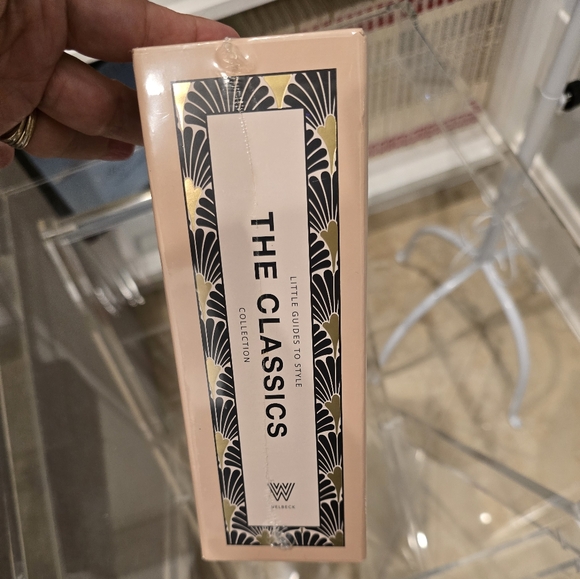 LITTLE GUIDES TO STYLE
THE CLASSICS
COLLECTION
W
WELBECK